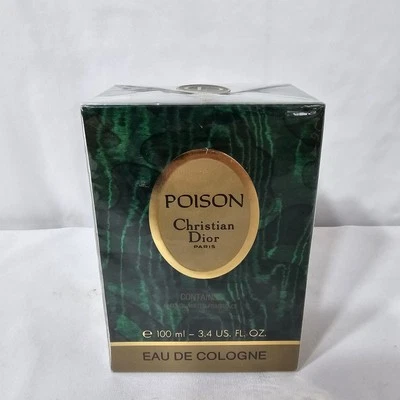 POISON
Christian
Dior
PARIS
℮ 100 ml - 3,4 US. FL. OZ.
EAU DE COLOGNE